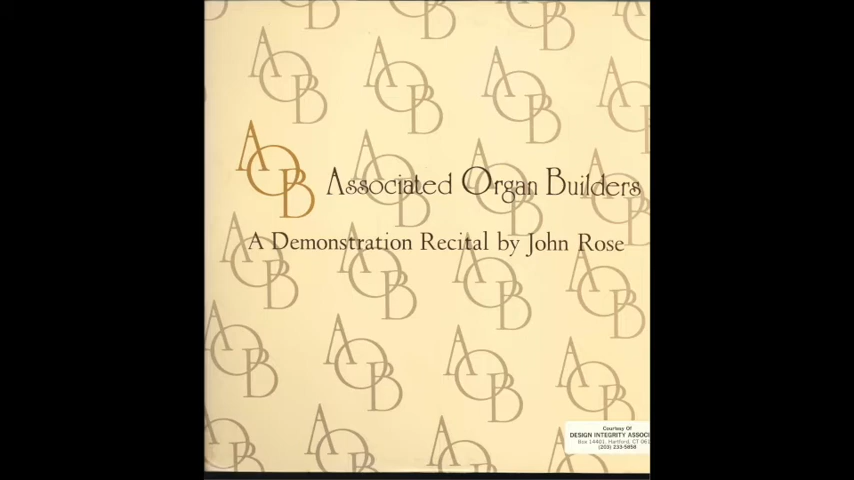 AOB Associated Organ Builders
A Demonstration Recital by John Rose
Courtesy Of
DESIGN INTEGRITY ASSOCI
Box 14401, Hartford, CT 061
(203) 233-5858